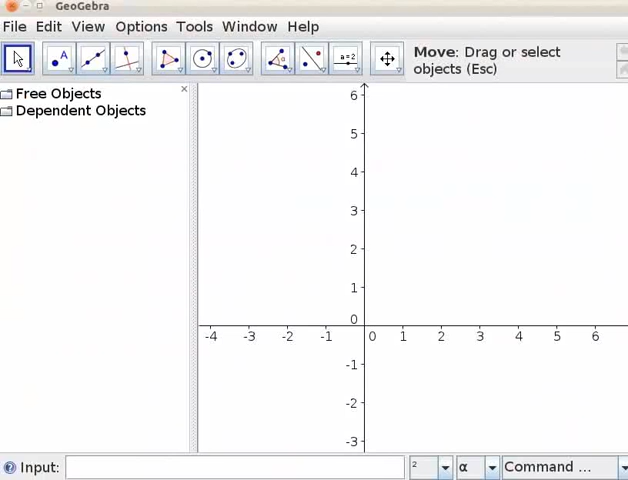 GeoGebra
File Edit View Options Tools Window Help
A
a=2
Move: Drag or select
objects (Esc)
Free Objects
Dependent Objects
6
5
4
3
2
1
0
-4 -3 -2 -1 0 1 2 3 4 5 6
-1
-2
-3
Input: 2 α Command ...